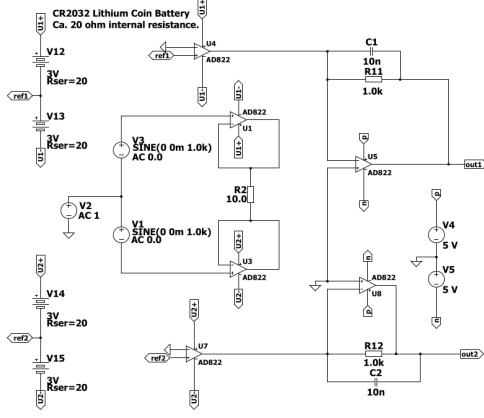 CR2032 Lithium Coin Battery
Ca. 20 ohm internal resistance.
U1+
V12
3V
Rser=20
ref1
V13
3V
Rser=20
U1-
U1+
U4
ref1
AD822
U1-
U1-
AD822
U1
U1+
V3
SINE(0 0m 1.0k)
AC 0.0
V2
AC 1
V1
SINE(0 0m 1.0k)
AC 0.0
R2
10.0
U2+
U3
AD822
U2-
C1
10n
R11
1.0k
p
U5
AD822
n
out1
p
V4
5 V
V5
5 V
n
n
AD822
U8
p
U2+
V14
3V
Rser=20
ref2
V15
3V
Rser=20
U2-
U2+
U7
ref2
AD822
U2-
R12
1.0k
C2
10n
out2